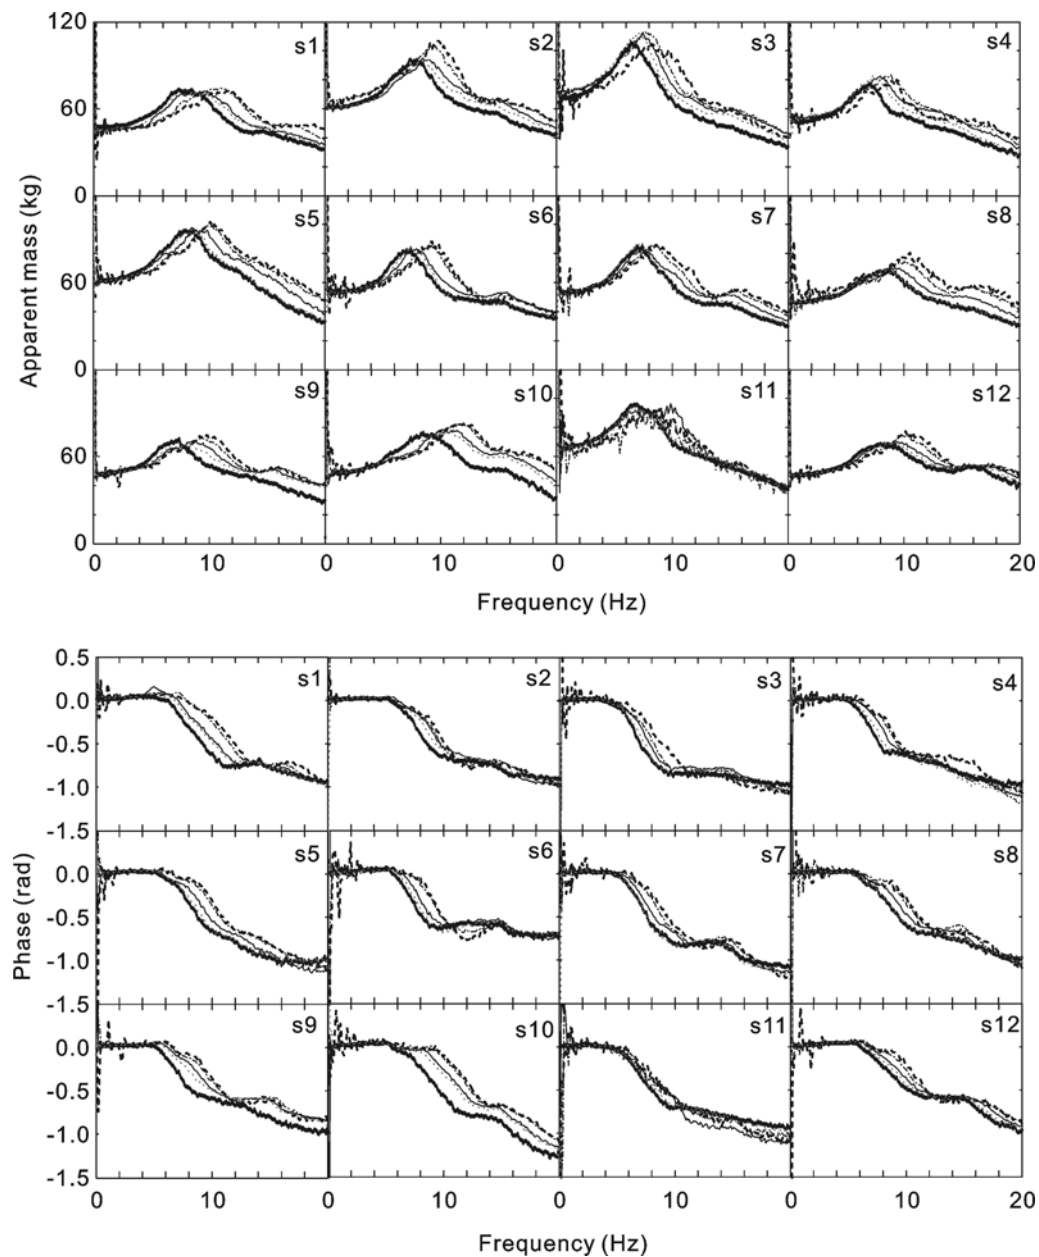 120
s1 s2 s3 s4
60
0
s5 s6 s7 s8
60
0
s9 s10 s11 s12
60
0
0 10 0 10 0 10 0 10 20
Apparent mass (kg)
Frequency (Hz)
0.5
s1 s2 s3 s4
0.0
-0.5
-1.0
-1.5
s5 s6 s7 s8
0.0
-0.5
-1.0
-1.5
s9 s10 s11 s12
0.0
-0.5
-1.0
-1.5
0 10 0 10 0 10 0 10 20
Phase (rad)
Frequency (Hz)